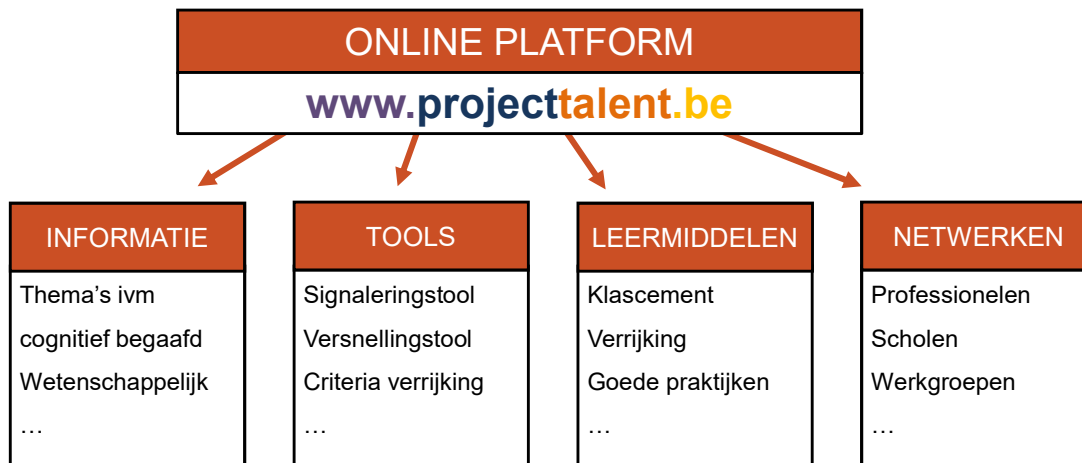 ONLINE PLATFORM
www.projecttalent.be
INFORMATIE
Thema’s ivm
cognitief begaafd
Wetenschappelijk
…
TOOLS
Signaleringstool
Versnellingstool
Criteria verrijking
…
LEERMIDDELEN
Klascement
Verrijking
Goede praktijken
…
NETWERKEN
Professionelen
Scholen
Werkgroepen
…